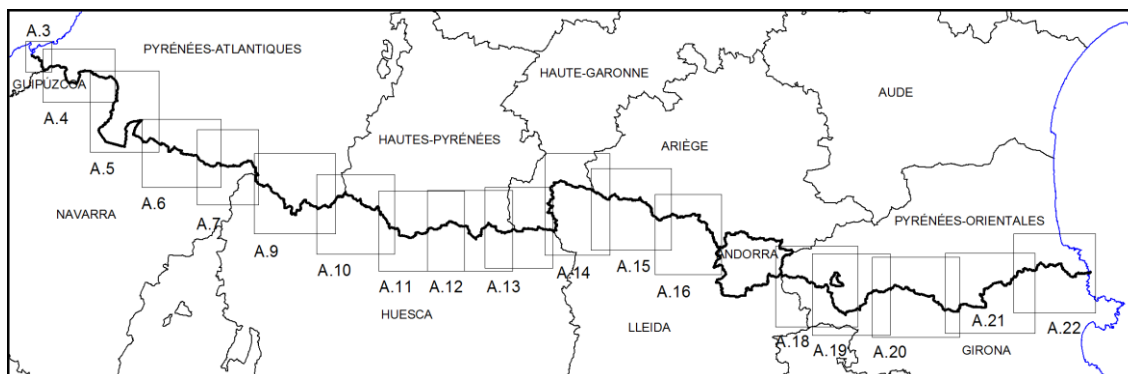 A.3
PYRÉNÉES-ATLANTIQUES
HAUTE-GARONNE
GUIPÚZCOA
AUDE
A.4
HAUTES-PYRÉNÉES
ARIÈGE
A.5
A.6
NAVARRA
A.7
PYRÉNÉES-ORIENTALES
A.9
ANDORRA
A.10
A.11
A.12
A.13
A.14
A.15
A.16
HUESCA
LLEIDA
A.18
A.19
A.20
A.21
A.22
GIRONA